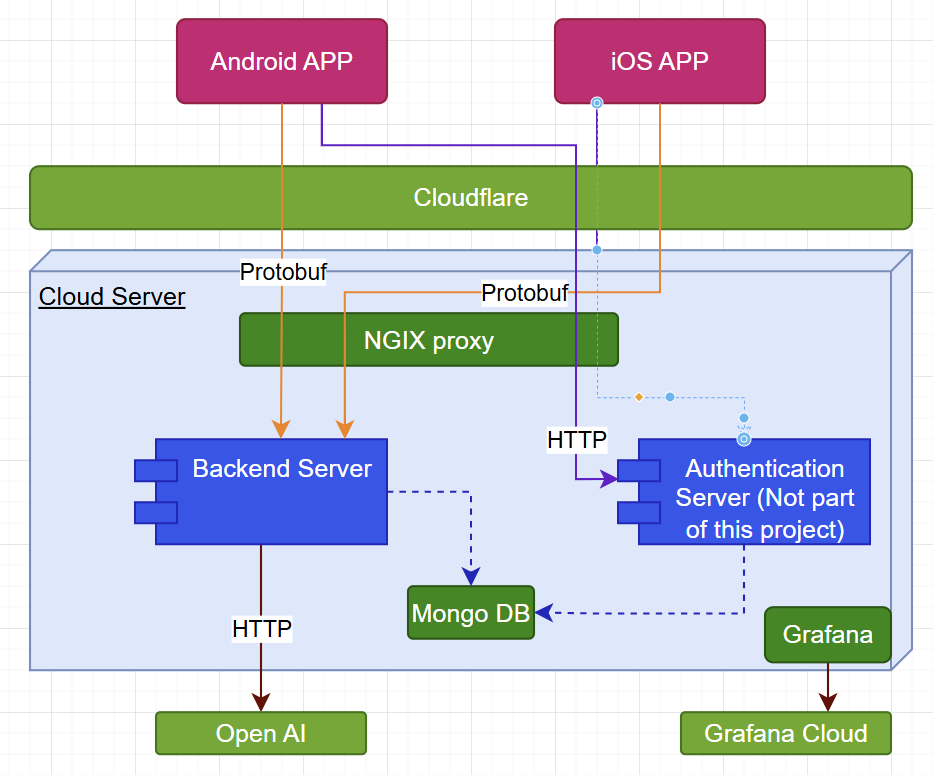 Android APP
iOS APP
Cloudflare
Protobuf
Protobuf
Cloud Server
NGIX proxy
HTTP
Backend Server
Authentication
Server (Not part
of this project)
Mongo DB
HTTP
Grafana
Open AI
Grafana Cloud